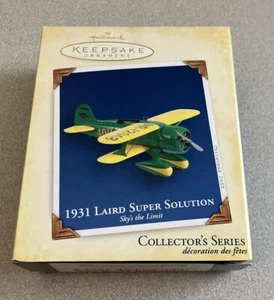 Hallmark
KEEPSAKE
ORNAMENT
1931 LAIRD SUPER SOLUTION
Sky's the Limit
COLLECTOR'S SERIES
décoration des fêtes